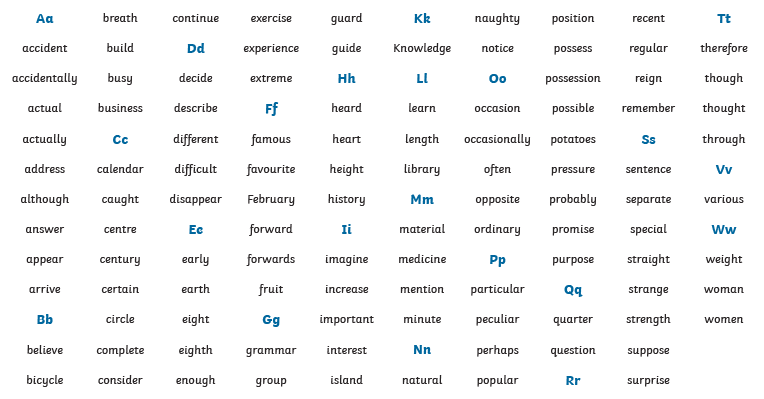 Aa
accident
accidentally
actual
actually
address
although
answer
appear
arrive
Bb
believe
bicycle
breath
build
busy
business
Cc
calendar
caught
centre
century
certain
circle
complete
consider
continue
Dd
decide
describe
different
difficult
disappear
Ec
early
earth
eight
eighth
enough
exercise
experience
extreme
Ff
famous
favourite
February
forward
forwards
fruit
Gg
grammar
group
guard
guide
Hh
heard
heart
height
history
Ii
imagine
increase
important
interest
island
Kk
Knowledge
Ll
learn
length
library
Mm
material
medicine
mention
minute
Nn
natural
naughty
notice
Oo
occasion
occasionally
often
opposite
ordinary
Pp
particular
peculiar
perhaps
popular
position
possess
possession
possible
potatoes
pressure
probably
promise
purpose
Qq
quarter
question
Rr
recent
regular
reign
remember
Ss
sentence
separate
special
straight
strange
strength
suppose
surprise
Tt
therefore
though
thought
through
Vv
various
Ww
weight
woman
women